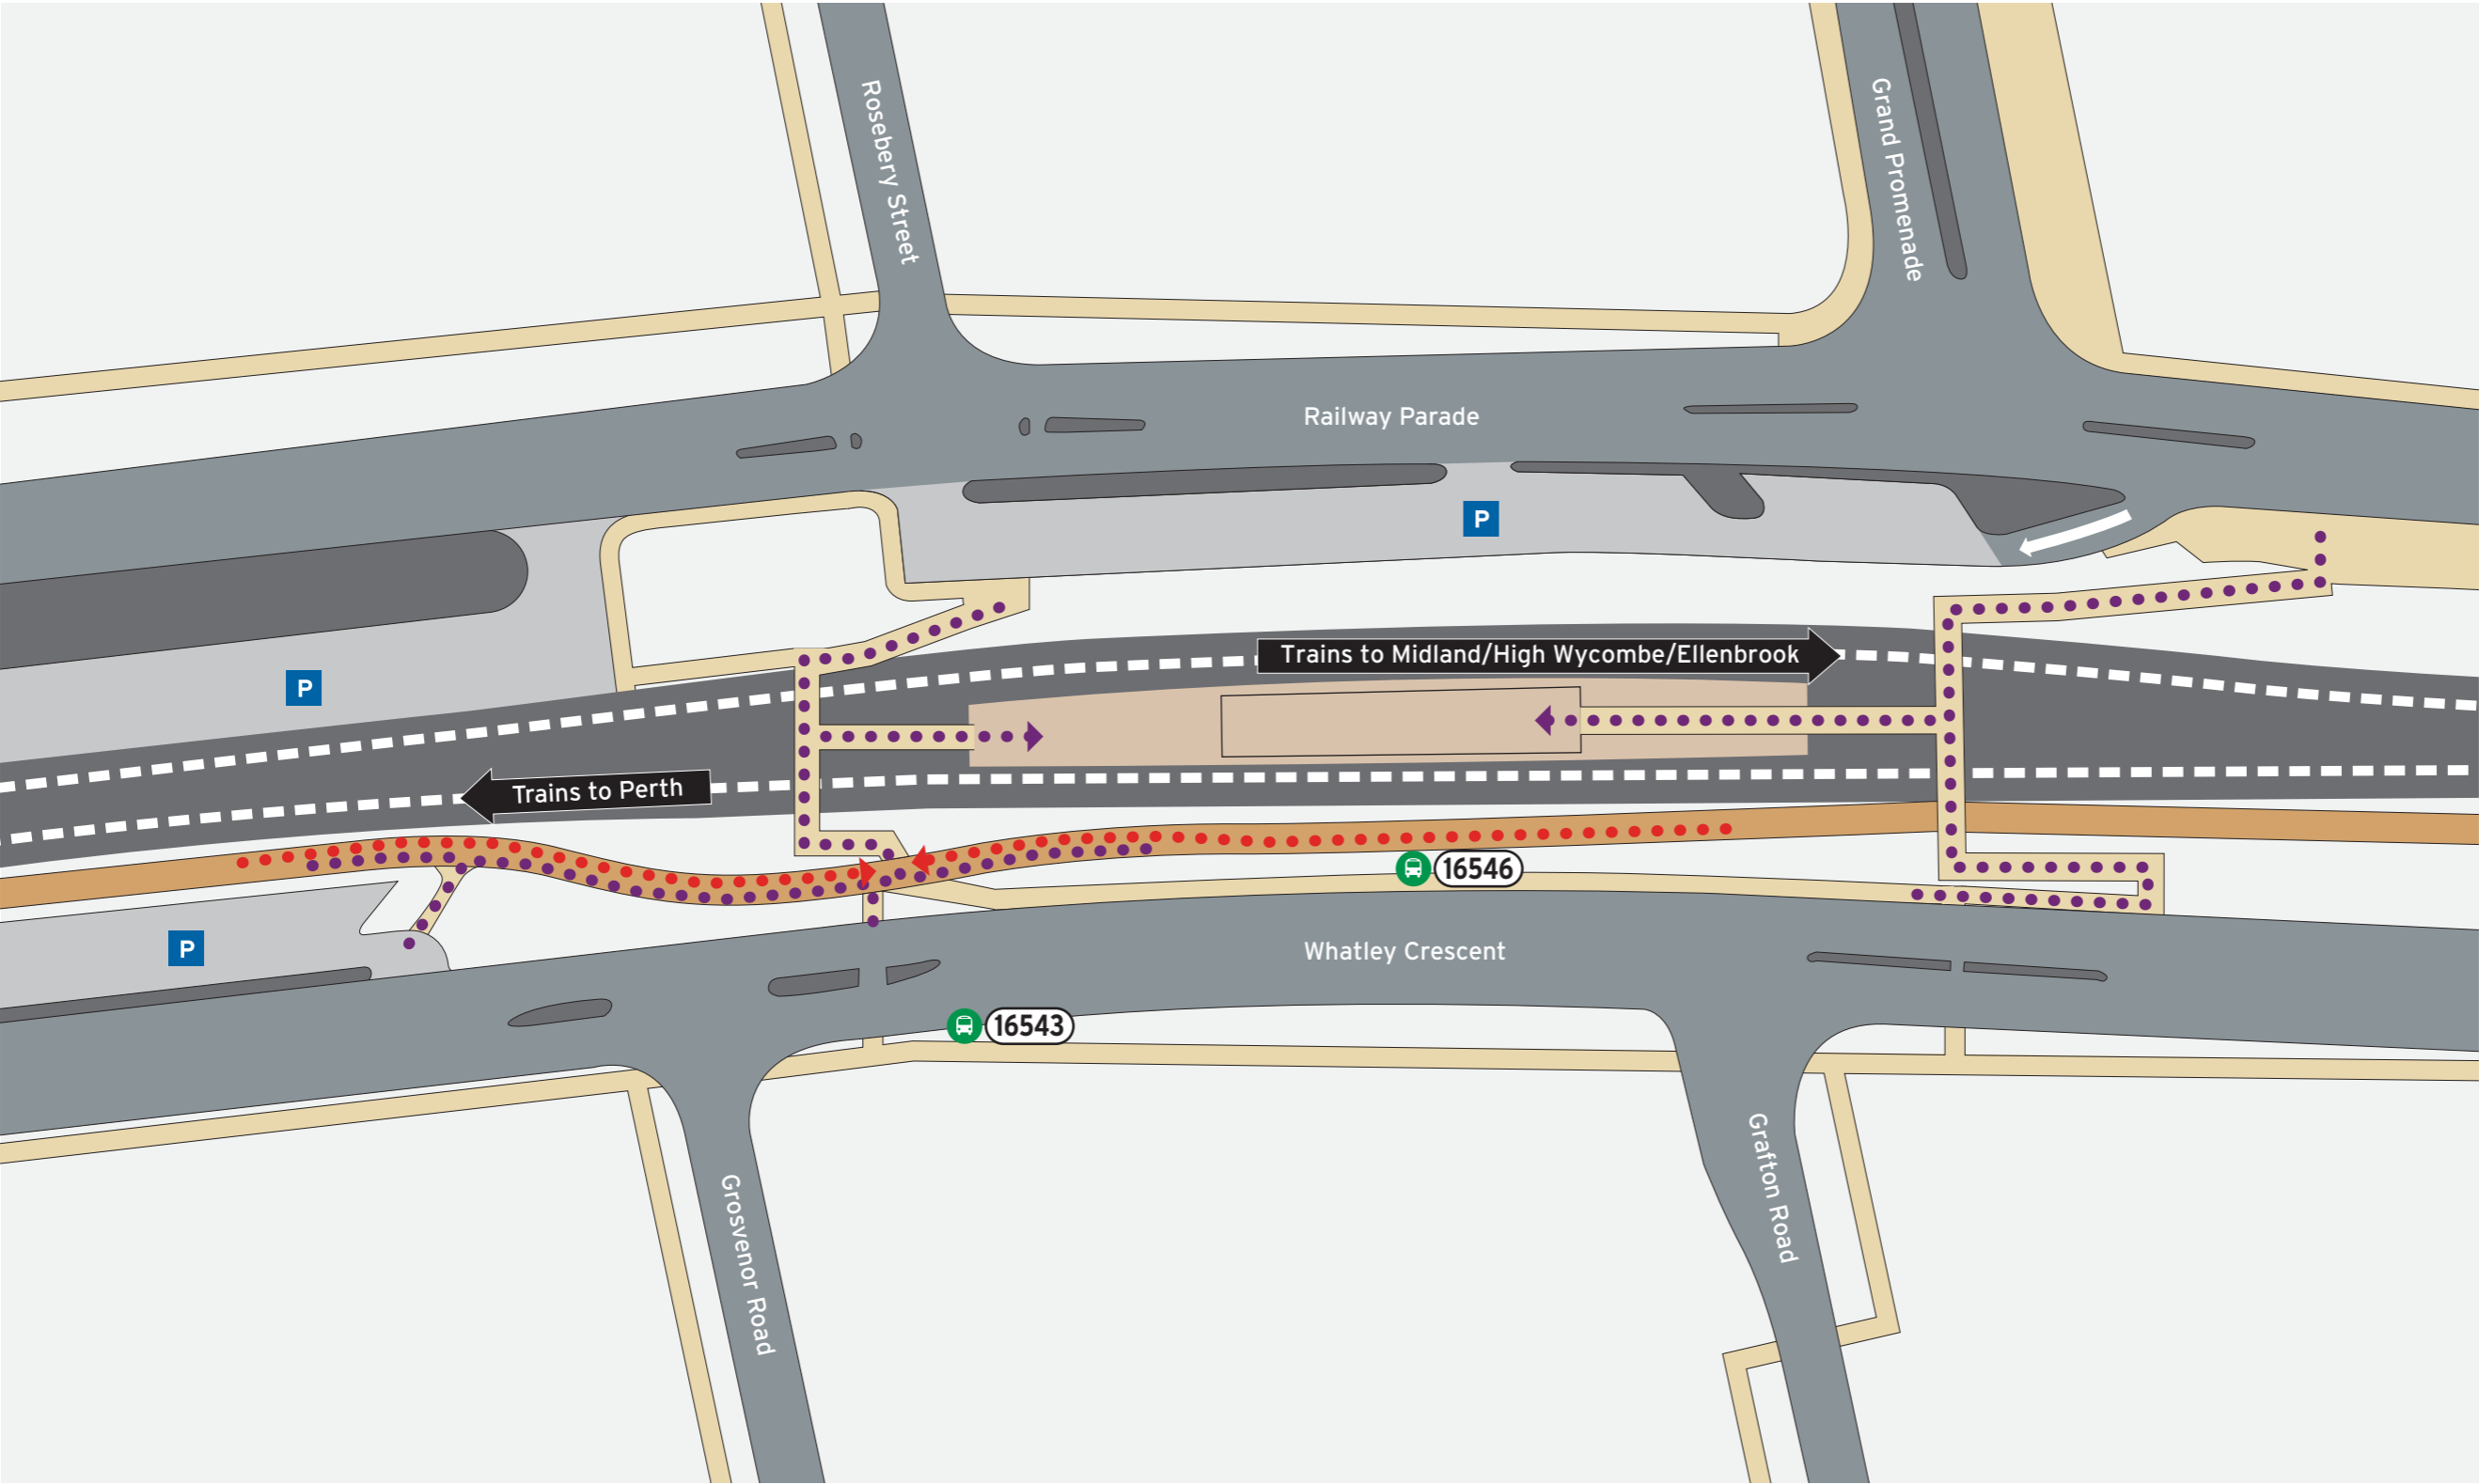 Rosebery Street
Grand Promenade
Railway Parade
P
Trains to Midland/High Wycombe/Ellenbrook
P
Trains to Perth
16546
P
Whatley Crescent
16543
Grosvenor Road
Grafton Road